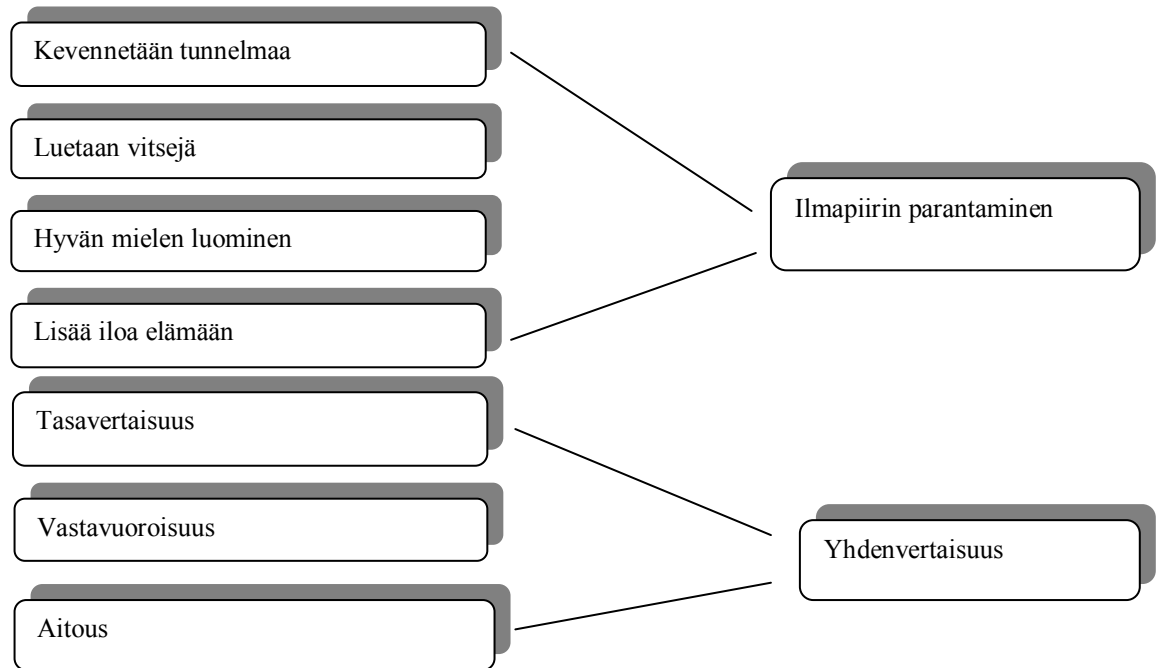 Kevennetään tunnelmaa
Luetaan vitsejä
Hyvän mielen luominen
Lisää iloa elämään
Tasavertaisuus
Vastavuoroisuus
Aitous
Ilmapiirin parantaminen
Yhdenvertaisuus